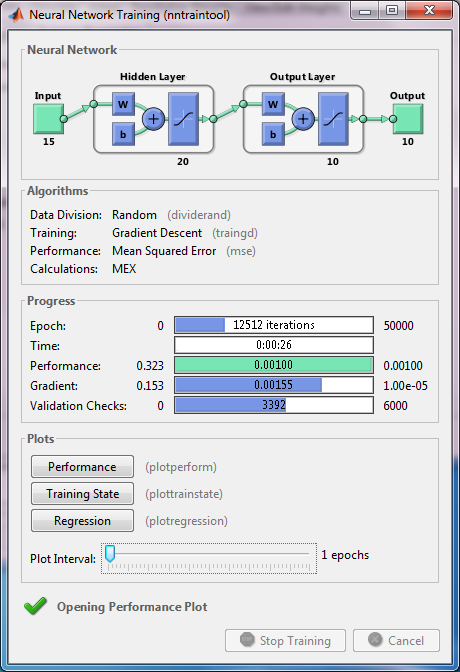 Neural Network Training (nntraintool)
Neural Network
Hidden Layer
Output Layer
Input
Output
W
b
+
W
b
+
15
20
10
10
Algorithms
Data Division: Random (dividerand)
Training: Gradient Descent (traingd)
Performance: Mean Squared Error (mse)
Calculations: MEX
Progress
Epoch: 0 12512 iterations 50000
Time: 0:00:26
Performance: 0.323 0.00100 0.00100
Gradient: 0.153 0.00155 1.00e-05
Validation Checks: 0 3392 6000
Plots
Performance (plotperform)
Training State (plottrainstate)
Regression (plotregression)
Plot Interval: 1 epochs
Opening Performance Plot
Stop Training Cancel